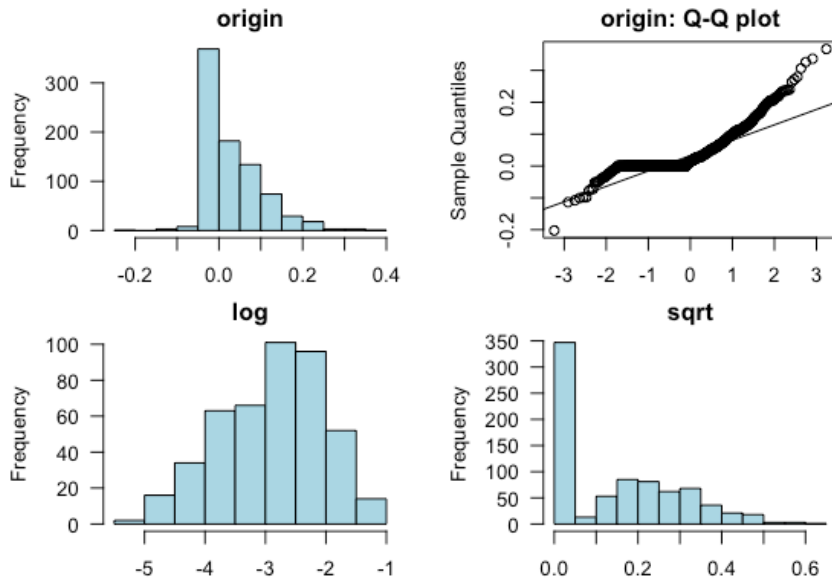 origin
Frequency
300
200
100
0
-0.2 0.0 0.2 0.4
origin: Q-Q plot
Sample Quantiles
0.2
0.0
-0.2
-3 -2 -1 0 1 2 3
log
Frequency
100
80
60
40
20
0
-5 -4 -3 -2 -1
sqrt
Frequency
350
300
250
200
150
100
50
0
0.0 0.2 0.4 0.6